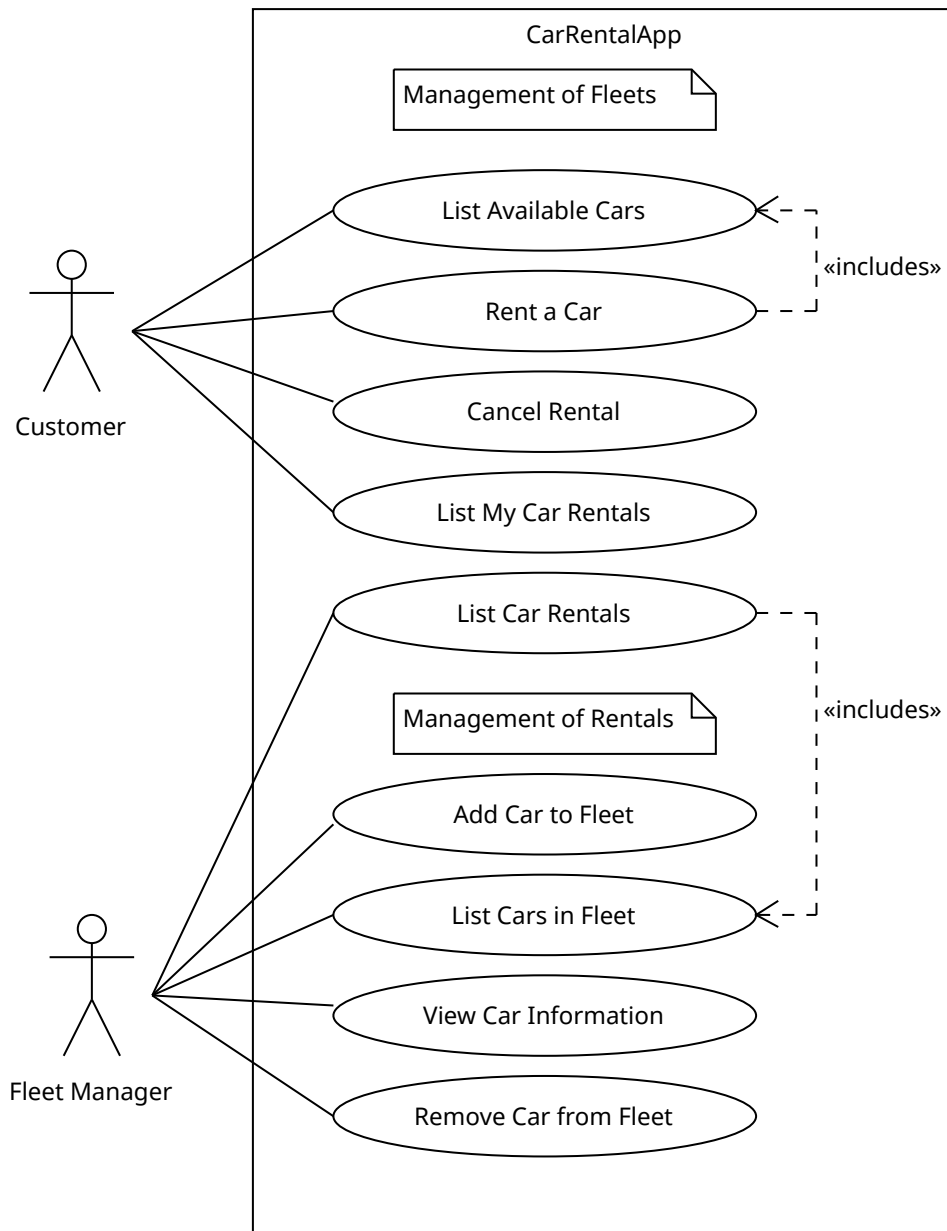 CarRentalApp
Management of Fleets
List Available Cars
«includes»
Rent a Car
Cancel Rental
Customer
List My Car Rentals
List Car Rentals
Management of Rentals
«includes»
Add Car to Fleet
List Cars in Fleet
View Car Information
Fleet Manager
Remove Car from Fleet